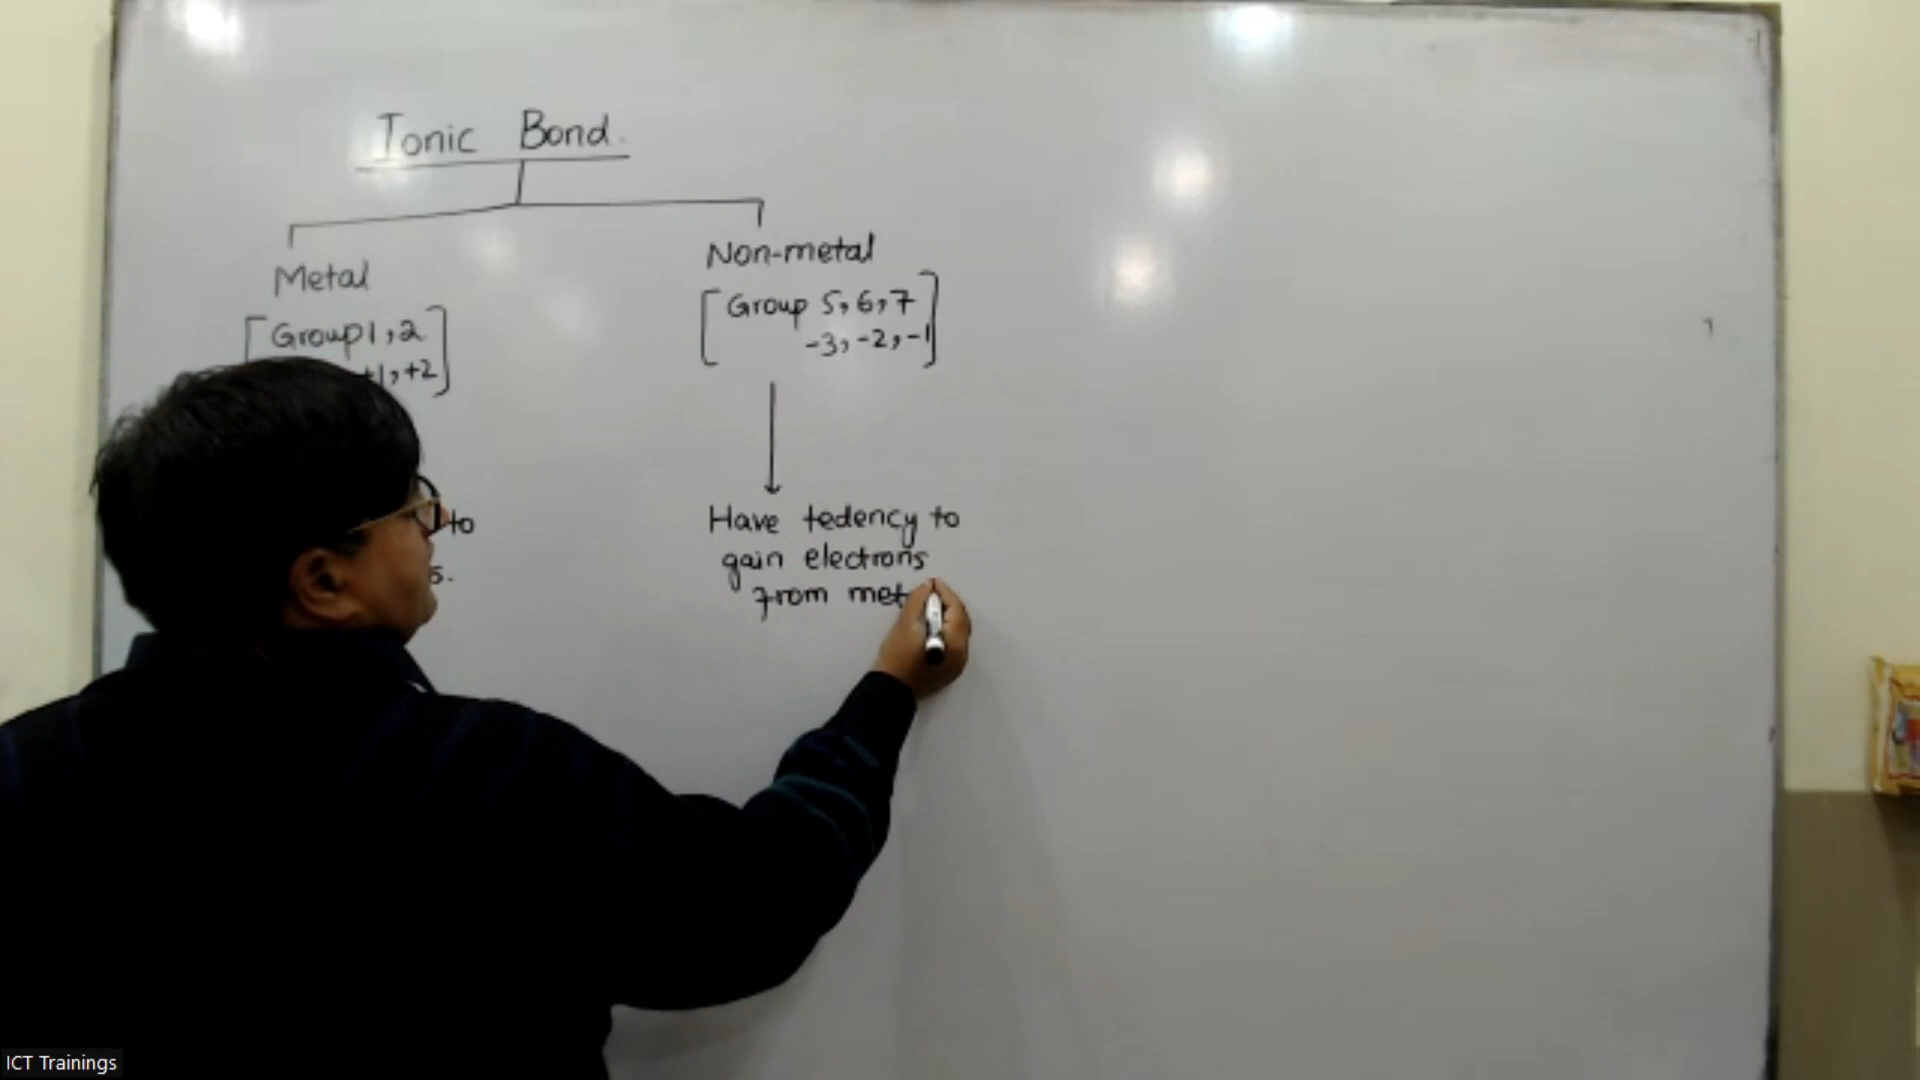 Ionic Bond.
Metal
[Group 1, 2
+1, +2]
to
s.
Non-metal
[Group 5, 6, 7
-3, -2, -1]
Have tedency to
gain electrons
from met
ICT Trainings